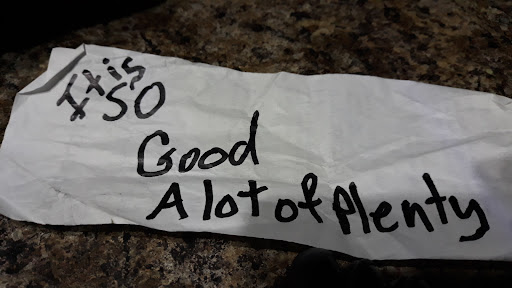 It is
SO
Good
A lot of plenty